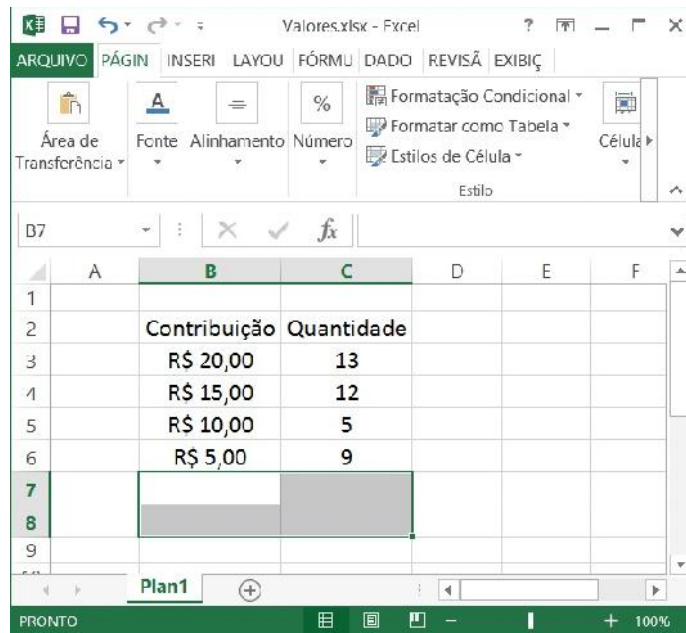 Valores.xlsx - Excel
ARQUIVO PÁGIN INSERI LAYOU FÓRMU DADO REVISÃ EXIBIÇ
Área de Transferência
Fonte
Alinhamento
%
Número
Formatação Condicional
Formatar como Tabela
Estilos de Célula
Estilo
Célula
B7
fx
A B C D E F
1
2 Contribuição Quantidade
3 R$ 20,00 13
4 R$ 15,00 12
5 R$ 10,00 5
6 R$ 5,00 9
7
8
9
Plan1
PRONTO
100%